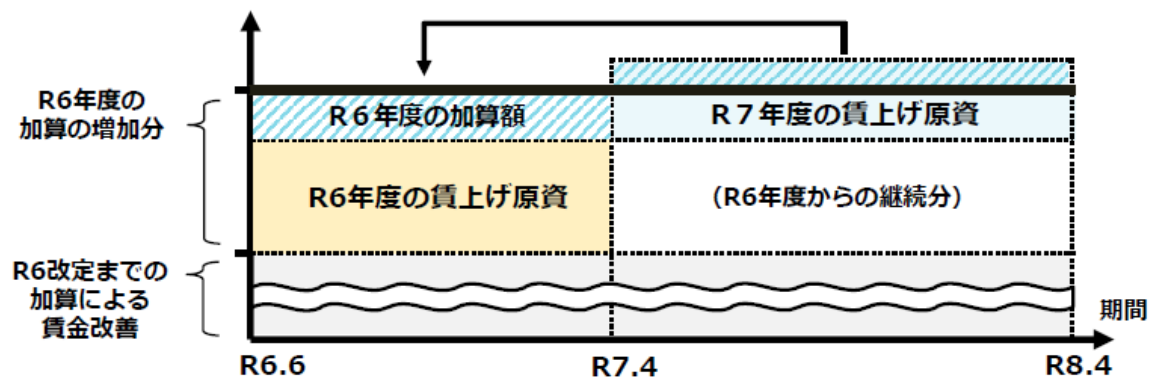 R6年度の
加算の増加分
R6年度の加算額
R7年度の賃上げ原資
R6年度の賃上げ原資
(R6年度からの継続分)
R6改定までの
加算による
賃金改善
期間
R6.6
R7.4
R8.4